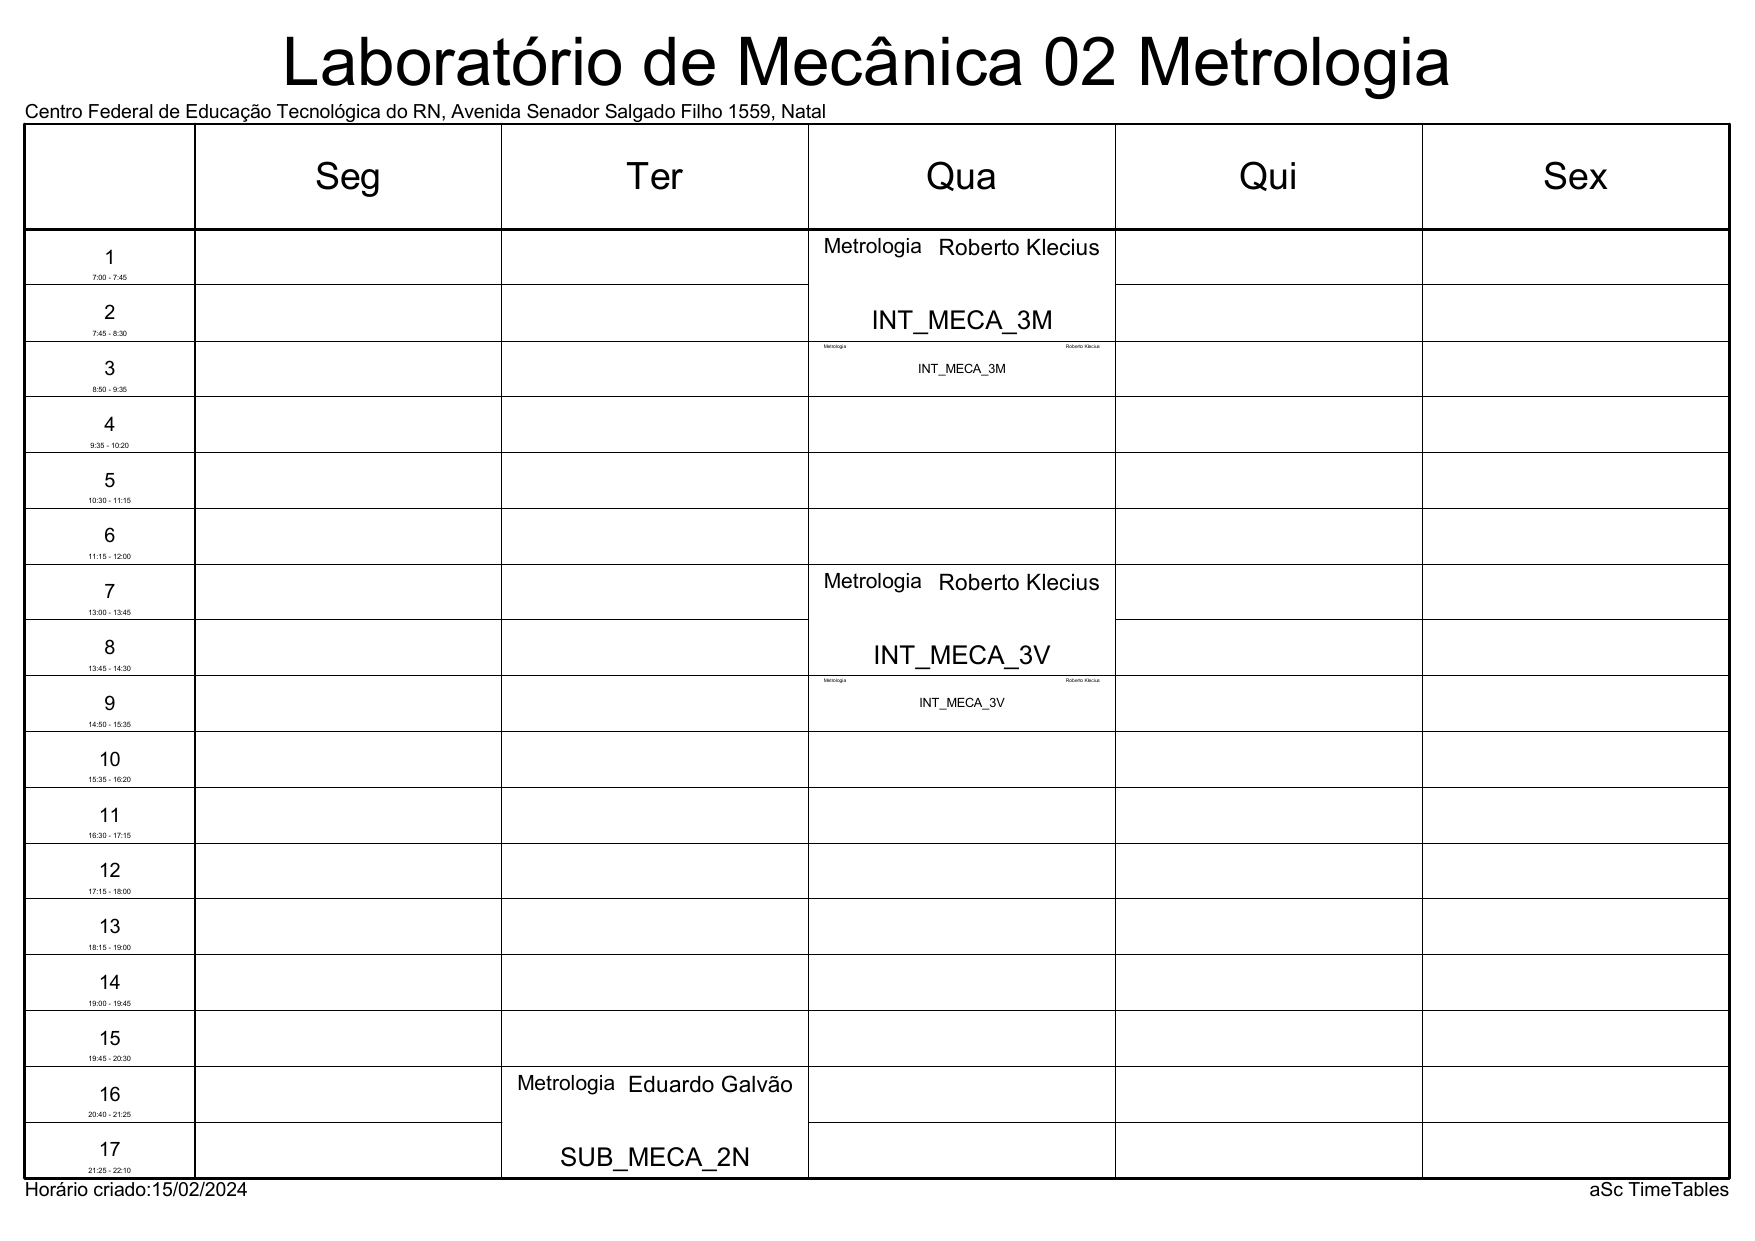 Laboratório de Mecânica 02 Metrologia
Centro Federal de Educação Tecnológica do RN, Avenida Senador Salgado Filho 1559, Natal
Seg Ter Qua Qui Sex
1 Metrologia Roberto Klecius
7:00 - 7:45
2 INT_MECA_3M
7:45 - 8:30
Metrologia Roberto Klecius
3 INT_MECA_3M
8:50 - 9:35
4
9:35 - 10:20
5
10:30 - 11:15
6
11:15 - 12:00
7 Metrologia Roberto Klecius
13:00 - 13:45
8 INT_MECA_3V
13:45 - 14:30
Metrologia Roberto Klecius
9 INT_MECA_3V
14:50 - 15:35
10
15:35 - 16:20
11
16:30 - 17:15
12
17:15 - 18:00
13
18:15 - 19:00
14
19:00 - 19:45
15
19:45 - 20:30
16 Metrologia Eduardo Galvão
20:40 - 21:25
17 SUB_MECA_2N
21:25 - 22:10
Horário criado:15/02/2024 aSc TimeTables